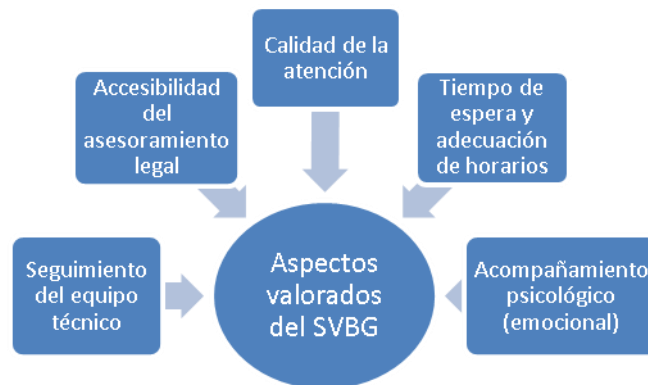 Calidad de la
atención
Accesibilidad
del
asesoramiento
legal
Tiempo de
espera y
adecuación
de horarios
Seguimiento
del equipo
técnico
Aspectos
valorados
del SVBG
Acompañamiento
psicológico
(emocional)